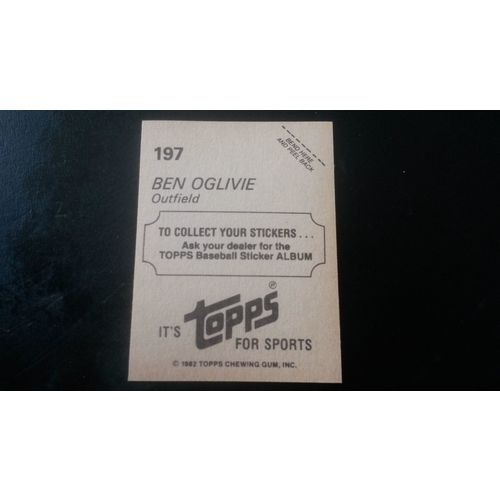 BEND HERE
AND PEEL BACK
197
BEN OGLIVIE
Outfield
TO COLLECT YOUR STICKERS...
Ask your dealer for the
TOPPS Baseball Sticker ALBUM
IT'S topps ®
FOR SPORTS
© 1982 TOPPS CHEWING GUM, INC.